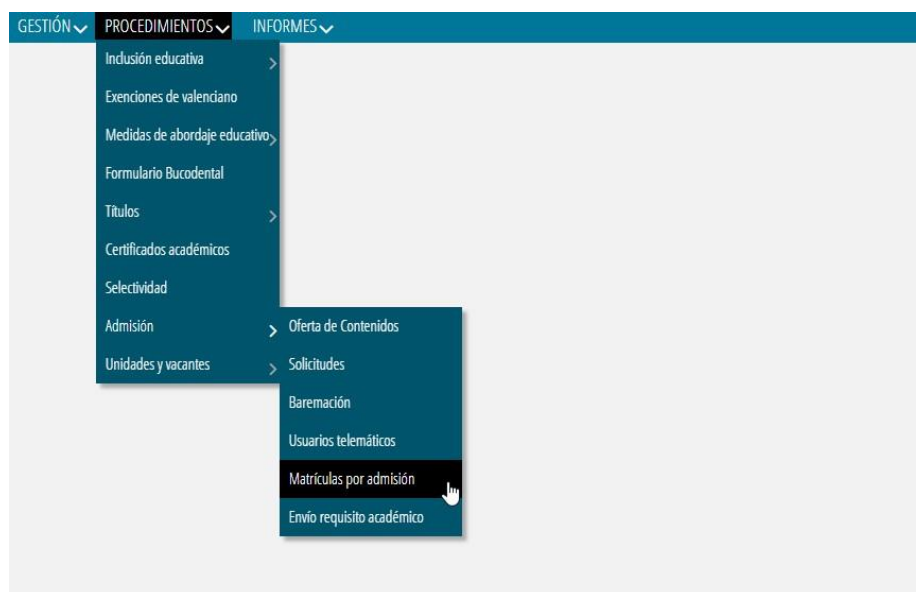 GESTIÓN PROCEDIMIENTOS INFORMES
Inclusión educativa
Exenciones de valenciano
Medidas de abordaje educativo
Formulario Bucodental
Títulos
Certificados académicos
Selectividad
Admisión
Unidades y vacantes
Oferta de Contenidos
Solicitudes
Baremación
Usuarios telemáticos
Matrículas por admisión
Envío requisito académico